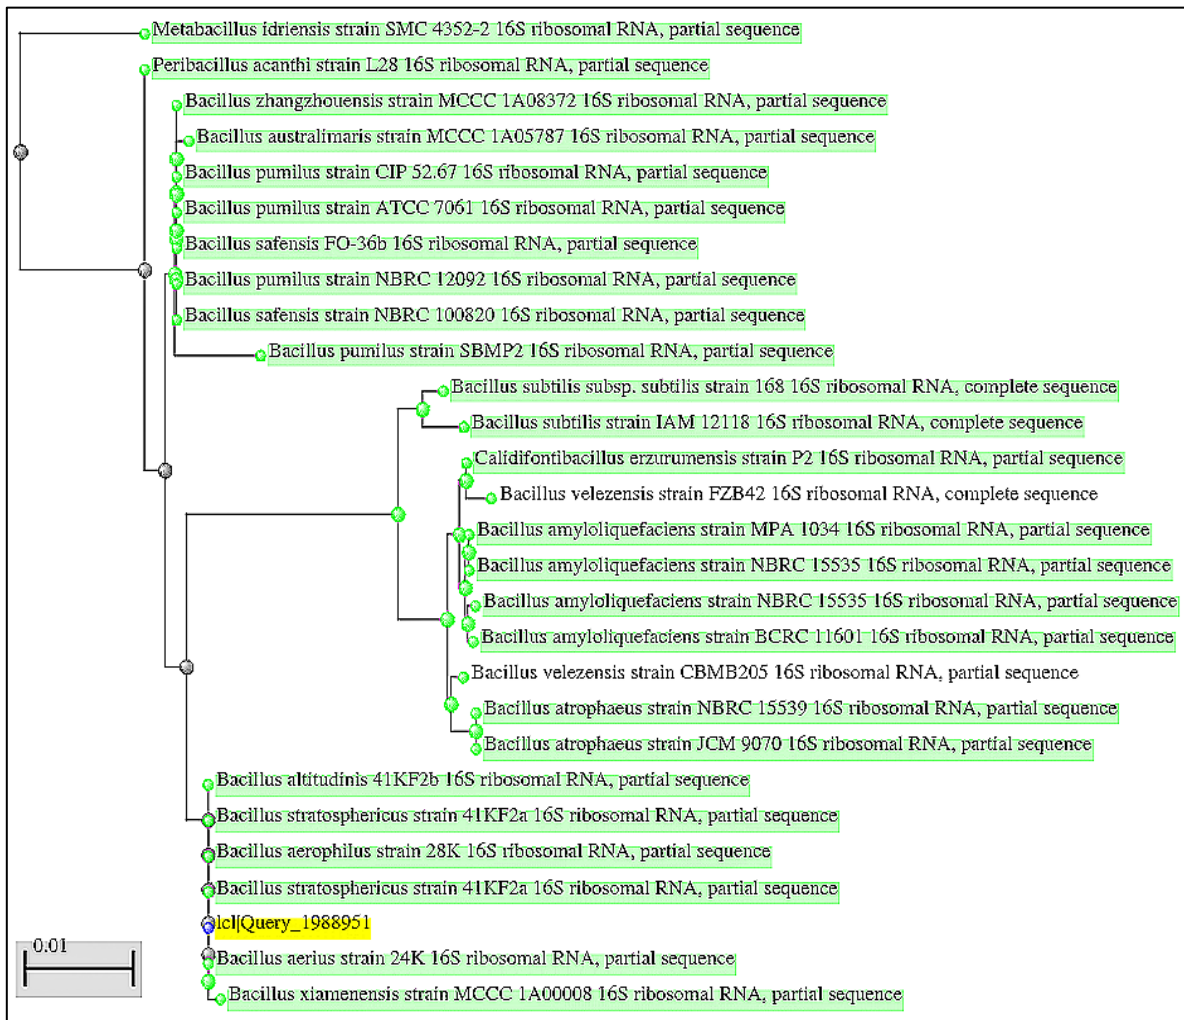 Metabacillus idriensis strain SMC 4352-2 16S ribosomal RNA, partial sequence
Peribacillus acanthi strain L28 16S ribosomal RNA, partial sequence
Bacillus zhangzhouensis strain MCCC 1A08372 16S ribosomal RNA, partial sequence
Bacillus australimaris strain MCCC 1A05787 16S ribosomal RNA, partial sequence
Bacillus pumilus strain CIP 52.67 16S ribosomal RNA, partial sequence
Bacillus pumilus strain ATCC 7061 16S ribosomal RNA, partial sequence
Bacillus safensis FO-36b 16S ribosomal RNA, partial sequence
Bacillus pumilus strain NBRC 12092 16S ribosomal RNA, partial sequence
Bacillus safensis strain NBRC 100820 16S ribosomal RNA, partial sequence
Bacillus pumilus strain SBMP2 16S ribosomal RNA, partial sequence
Bacillus subtilis subsp. subtilis strain 168 16S ribosomal RNA, complete sequence
Bacillus subtilis strain IAM 12118 16S ribosomal RNA, complete sequence
Calidifontibacillus erzurumensis strain P2 16S ribosomal RNA, partial sequence
Bacillus velezensis strain FZB42 16S ribosomal RNA, complete sequence
Bacillus amyloliquefaciens strain MPA 1034 16S ribosomal RNA, partial sequence
Bacillus amyloliquefaciens strain NBRC 15535 16S ribosomal RNA, partial sequence
Bacillus amyloliquefaciens strain NBRC 15535 16S ribosomal RNA, partial sequence
Bacillus amyloliquefaciens strain BCRC 11601 16S ribosomal RNA, partial sequence
Bacillus velezensis strain CBMB205 16S ribosomal RNA, partial sequence
Bacillus atrophaeus strain NBRC 15539 16S ribosomal RNA, partial sequence
Bacillus atrophaeus strain JCM 9070 16S ribosomal RNA, partial sequence
Bacillus altitudinis 41KF2b 16S ribosomal RNA, partial sequence
Bacillus stratosphericus strain 41KF2a 16S ribosomal RNA, partial sequence
Bacillus aerophilus strain 28K 16S ribosomal RNA, partial sequence
Bacillus stratosphericus strain 41KF2a 16S ribosomal RNA, partial sequence
lcl|Query_1988951
Bacillus aerius strain 24K 16S ribosomal RNA, partial sequence
Bacillus xiamenensis strain MCCC 1A00008 16S ribosomal RNA, partial sequence
0.01